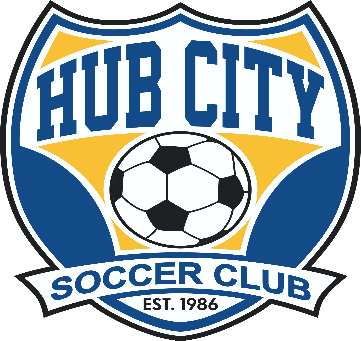 HUB CITY
SOCCER CLUB
EST. 1986